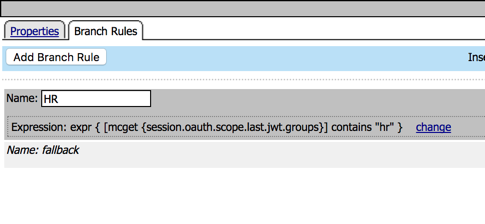 Properties Branch Rules
Add Branch Rule
Name: HR
Expression: expr { [mcget {session.oauth.scope.last.jwt.groups}] contains "hr" } change
Name: fallback